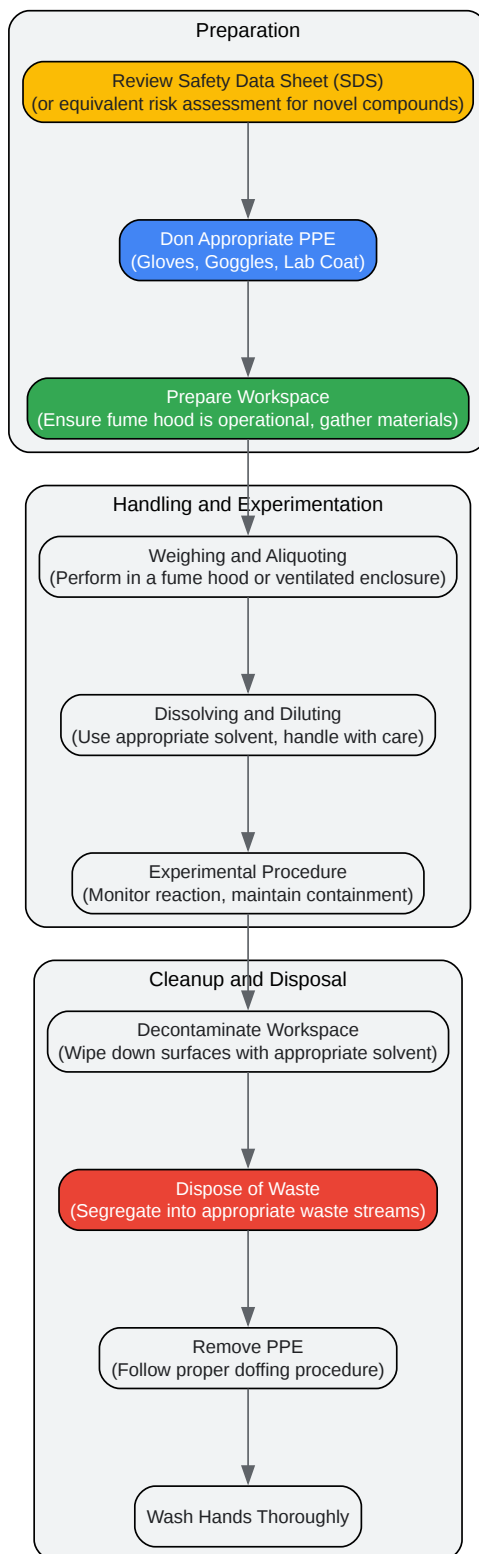 Preparation
Review Safety Data Sheet (SDS)
(or equivalent risk assessment for novel compounds)
Don Appropriate PPE
(Gloves, Goggles, Lab Coat)
Prepare Workspace
(Ensure fume hood is operational, gather materials)
Handling and Experimentation
Weighing and Aliquoting
(Perform in a fume hood or ventilated enclosure)
Dissolving and Diluting
(Use appropriate solvent, handle with care)
Experimental Procedure
(Monitor reaction, maintain containment)
Cleanup and Disposal
Decontaminate Workspace
(Wipe down surfaces with appropriate solvent)
Dispose of Waste
(Segregate into appropriate waste streams)
Remove PPE
(Follow proper doffing procedure)
Wash Hands Thoroughly